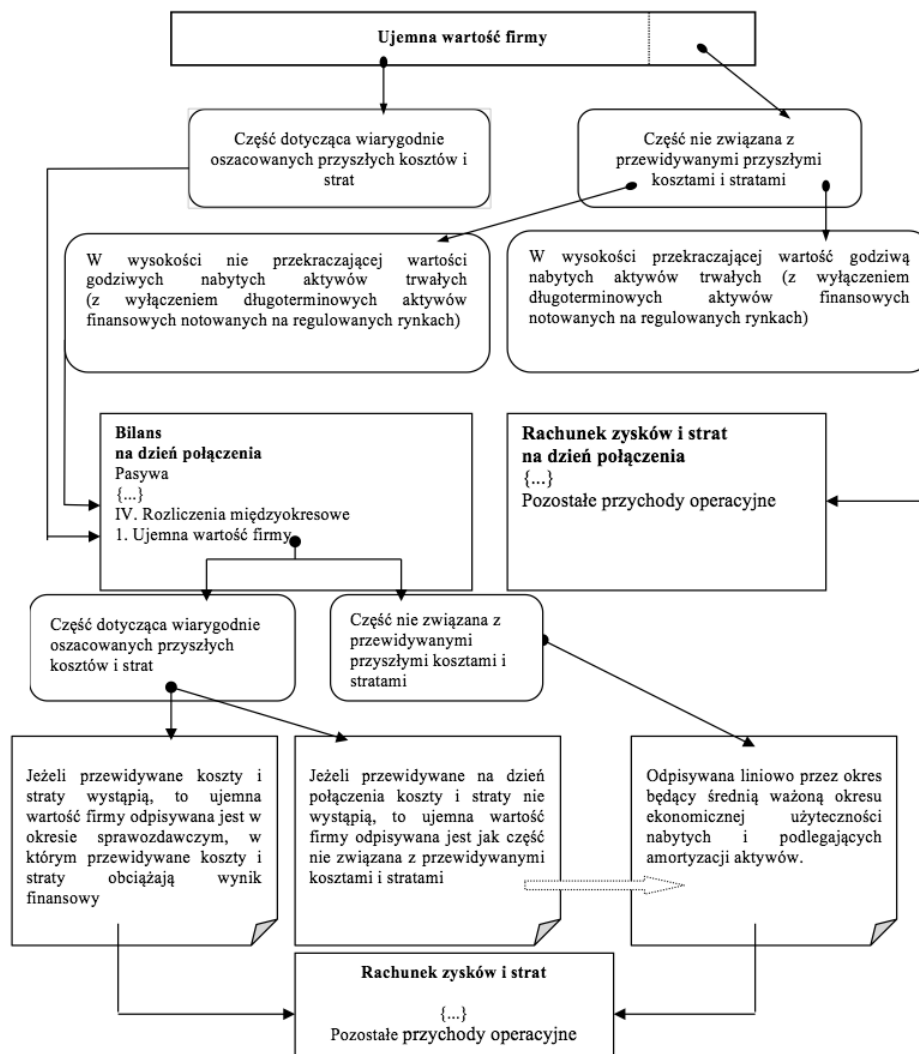 Ujemna wartość firmy
Część dotycząca wiarygodnie
oszacowanych przyszłych kosztów i
strat
Część nie związana z
przewidywanymi przyszłymi
kosztami i stratami
W wysokości nie przekraczającej wartości
godziwych nabytych aktywów trwałych
(z wyłączeniem długoterminowych aktywów
finansowych notowanych na regulowanych rynkach)
W wysokości przekraczającej wartość godziwą
nabytych aktywów trwałych (z wyłączeniem
długoterminowych aktywów finansowych
notowanych na regulowanych rynkach)
Bilans
na dzień połączenia
Pasywa
{...}
IV. Rozliczenia międzyokresowe
1. Ujemna wartość firmy
Rachunek zysków i strat
na dzień połączenia
{...}
Pozostałe przychody operacyjne
Część dotycząca wiarygodnie
oszacowanych przyszłych
kosztów i strat
Część nie związana z
przewidywanymi
przyszłymi kosztami i
stratami
Jeżeli przewidywane koszty i
straty wystąpią, to ujemna
wartość firmy odpisywana jest w
okresie sprawozdawczym, w
którym przewidywane koszty i
straty obciążają wynik
finansowy
Jeżeli przewidywane na dzień
połączenia koszty i straty nie
wystąpią, to ujemna wartość
firmy odpisywana jest jak część
nie związana z przewidywanymi
kosztami i stratami
Odpisywana liniowo przez okres
będący średnią ważoną okresu
ekonomicznej użyteczności
nabytych i podlegających
amortyzacji aktywów.
Rachunek zysków i strat
{...}
Pozostałe przychody operacyjne